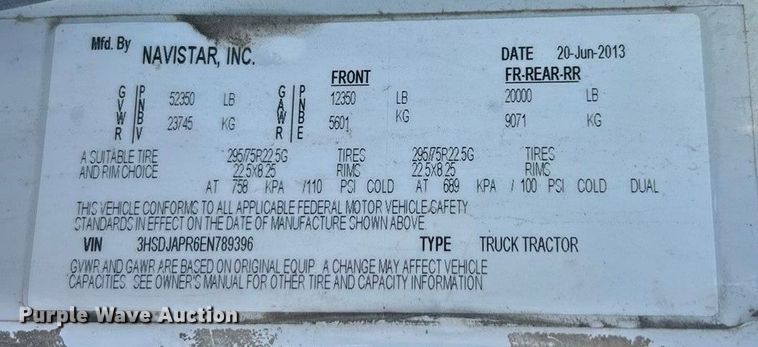 Mfd. By NAVISTAR, INC. DATE 20-Jun-2013
FRONT FR-REAR-RR
GVWR / PNBV 52350 LB GAWR / PNBE 12350 LB 20000 LB
23745 KG 5601 KG 9071 KG
A SUITABLE TIRE 295/75R22.5G TIRES 295/75R22.5G TIRES
AND RIM CHOICE 22.5X8.25 RIMS 22.5X8.25 RIMS
AT 758 KPA /110 PSI COLD AT 689 KPA / 100 PSI COLD DUAL
THIS VEHICLE CONFORMS TO ALL APPLICABLE FEDERAL MOTOR VEHICLE SAFETY
STANDARDS IN EFFECT ON THE DATE OF MANUFACTURE SHOWN ABOVE
VIN 3HSDJAPR6EN789396 TYPE TRUCK TRACTOR
GVWR AND GAWR ARE BASED ON ORIGINAL EQUIP. A CHANGE MAY AFFECT VEHICLE
CAPACITIES. SEE OWNER'S MANUAL FOR OTHER TIRE AND CAPACITY INFORMATION
Purple Wave Auction